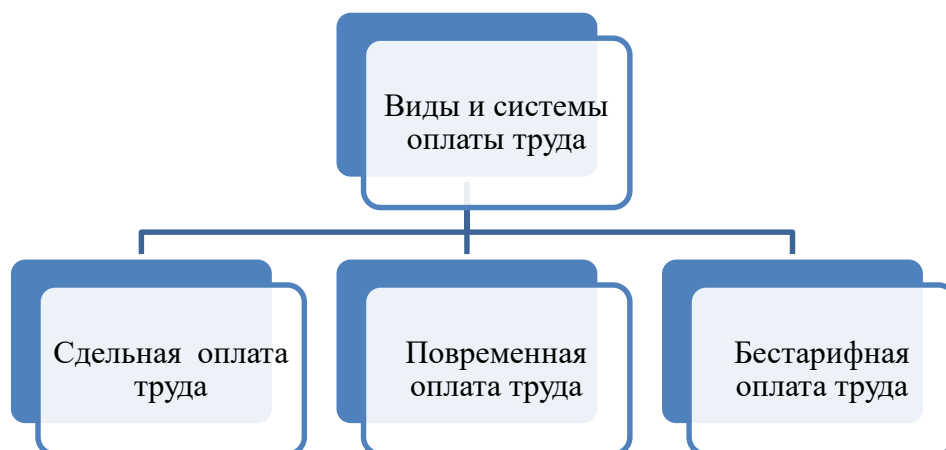 Виды и системы
оплаты труда
Сдельная оплата
труда
Повременная
оплата труда
Бестарифная
оплата труда